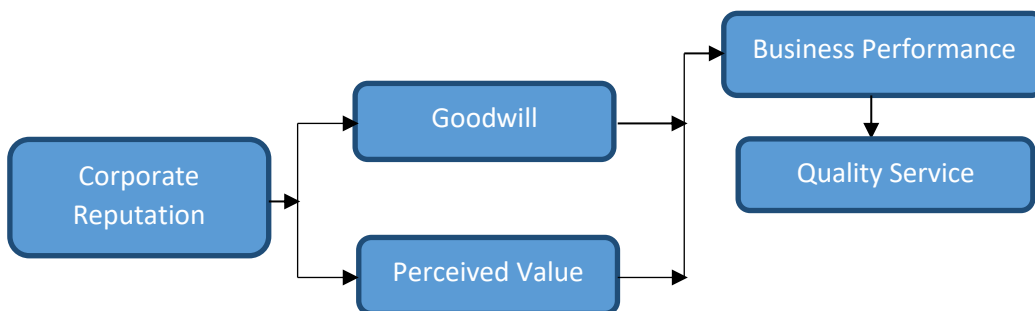 Business Performance
Goodwill
Quality Service
Corporate
Reputation
Perceived Value